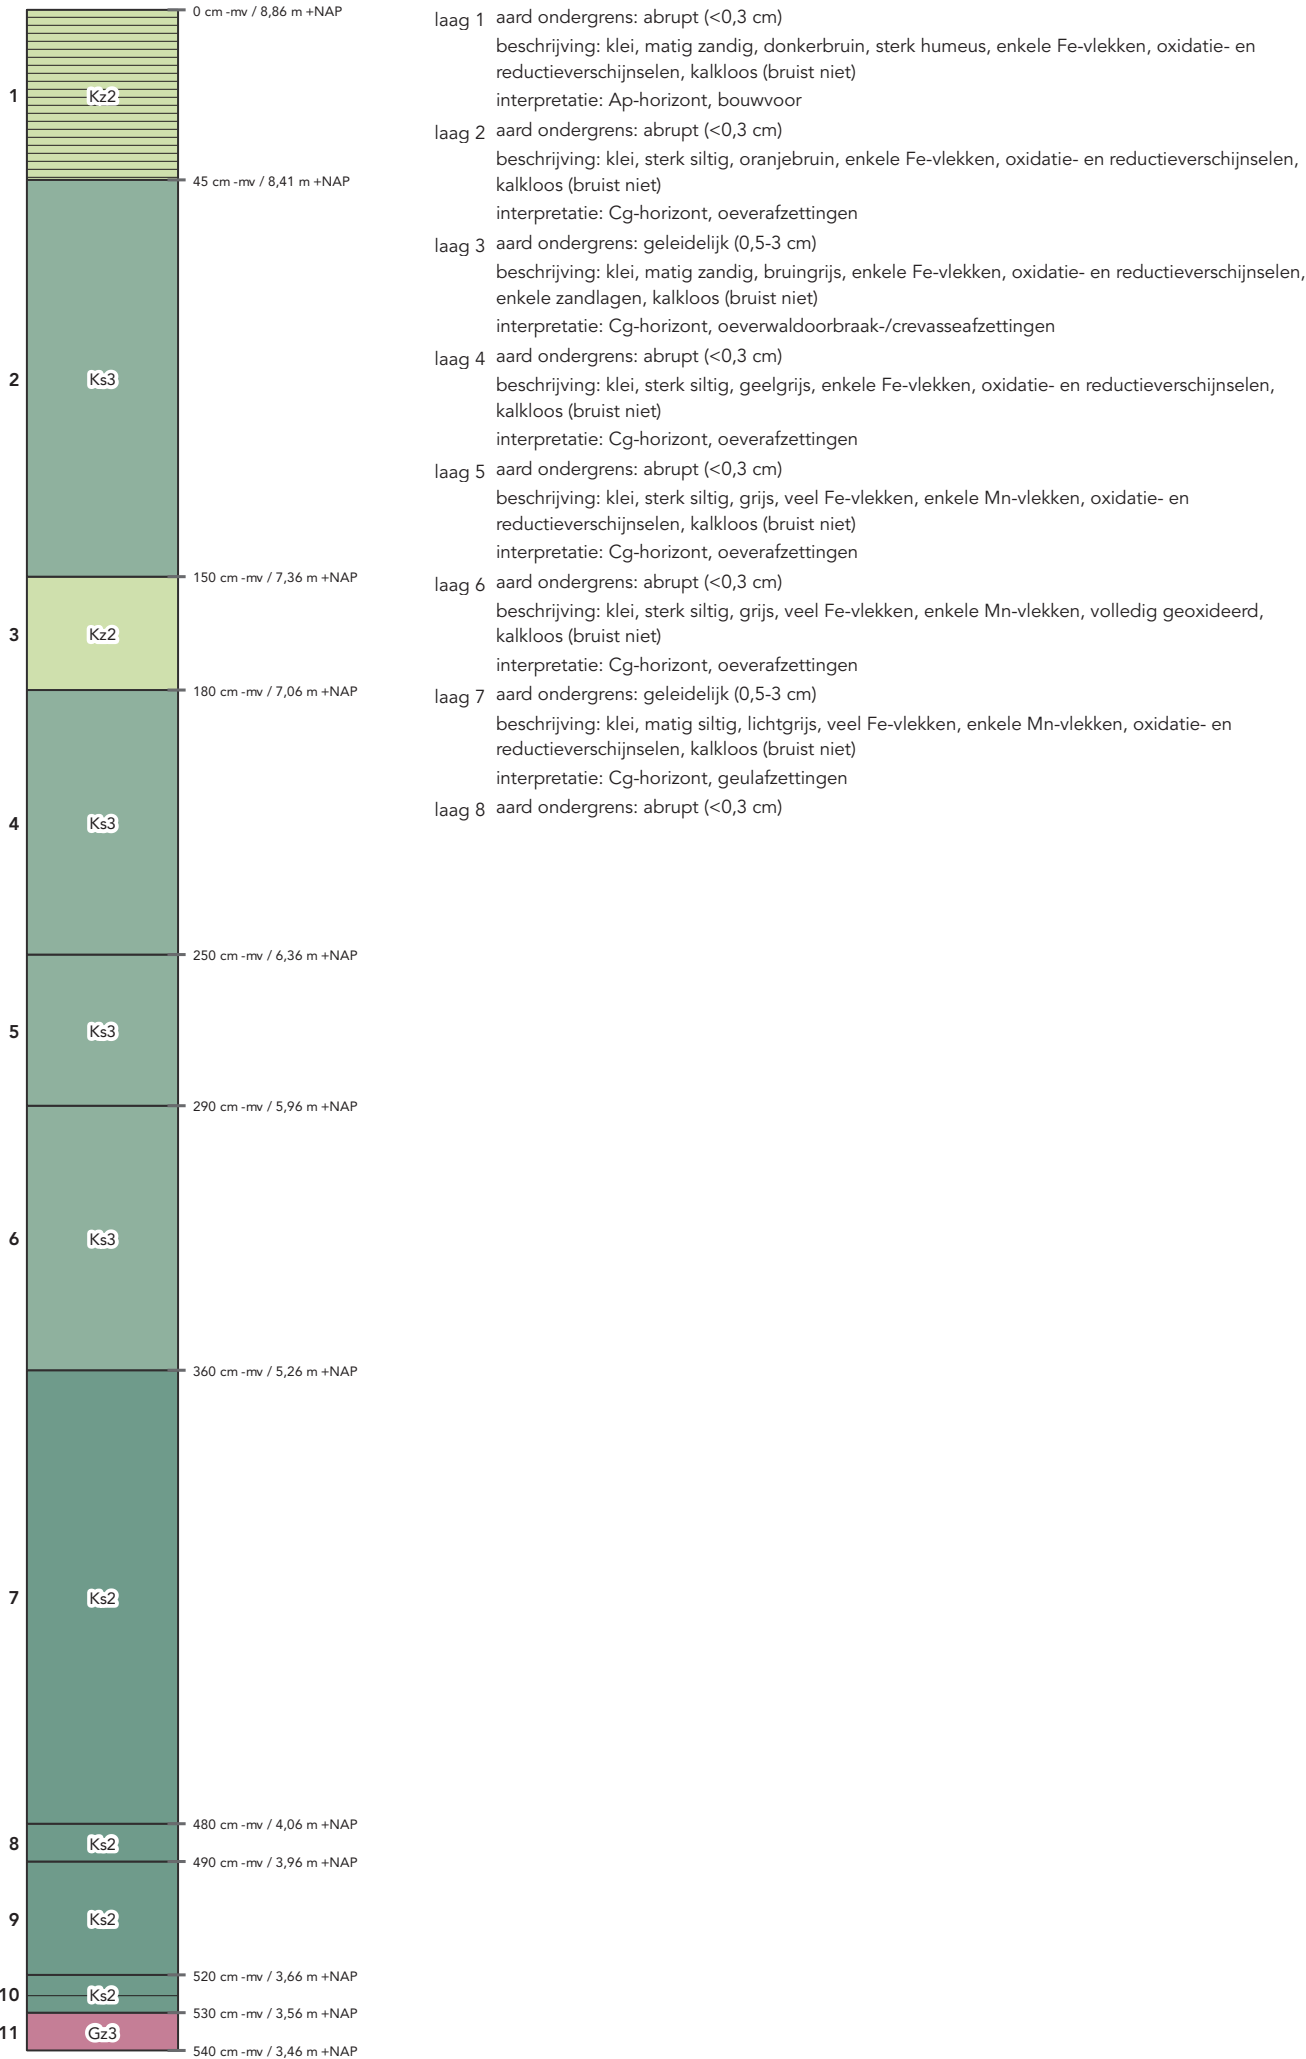 0 cm -mv / 8,86 m +NAP
1
Kz2
45 cm -mv / 8,41 m +NAP
2
Ks3
150 cm -mv / 7,36 m +NAP
3
Kz2
180 cm -mv / 7,06 m +NAP
4
Ks3
250 cm -mv / 6,36 m +NAP
5
Ks3
290 cm -mv / 5,96 m +NAP
6
Ks3
360 cm -mv / 5,26 m +NAP
7
Ks2
480 cm -mv / 4,06 m +NAP
8
Ks2
490 cm -mv / 3,96 m +NAP
9
Ks2
520 cm -mv / 3,66 m +NAP
10
Ks2
530 cm -mv / 3,56 m +NAP
11
Gz3
540 cm -mv / 3,46 m +NAP
laag 1 aard ondergrens: abrupt (<0,3 cm)
beschrijving: klei, matig zandig, donkerbruin, sterk humeus, enkele Fe-vlekken, oxidatie- en
reductieverschijnselen, kalkloos (bruist niet)
interpretatie: Ap-horizont, bouwvoor
laag 2 aard ondergrens: abrupt (<0,3 cm)
beschrijving: klei, sterk siltig, oranjebruin, enkele Fe-vlekken, oxidatie- en reductieverschijnselen,
kalkloos (bruist niet)
interpretatie: Cg-horizont, oeverafzettingen
laag 3 aard ondergrens: geleidelijk (0,5-3 cm)
beschrijving: klei, matig zandig, bruingrijs, enkele Fe-vlekken, oxidatie- en reductieverschijnselen,
enkele zandlagen, kalkloos (bruist niet)
interpretatie: Cg-horizont, oeverwaldoorbraak-/crevasseafzettingen
laag 4 aard ondergrens: abrupt (<0,3 cm)
beschrijving: klei, sterk siltig, geelgrijs, enkele Fe-vlekken, oxidatie- en reductieverschijnselen,
kalkloos (bruist niet)
interpretatie: Cg-horizont, oeverafzettingen
laag 5 aard ondergrens: abrupt (<0,3 cm)
beschrijving: klei, sterk siltig, grijs, veel Fe-vlekken, enkele Mn-vlekken, oxidatie- en
reductieverschijnselen, kalkloos (bruist niet)
interpretatie: Cg-horizont, oeverafzettingen
laag 6 aard ondergrens: abrupt (<0,3 cm)
beschrijving: klei, sterk siltig, grijs, veel Fe-vlekken, enkele Mn-vlekken, volledig geoxideerd,
kalkloos (bruist niet)
interpretatie: Cg-horizont, oeverafzettingen
laag 7 aard ondergrens: geleidelijk (0,5-3 cm)
beschrijving: klei, matig siltig, lichtgrijs, veel Fe-vlekken, enkele Mn-vlekken, oxidatie- en
reductieverschijnselen, kalkloos (bruist niet)
interpretatie: Cg-horizont, geulafzettingen
laag 8 aard ondergrens: abrupt (<0,3 cm)